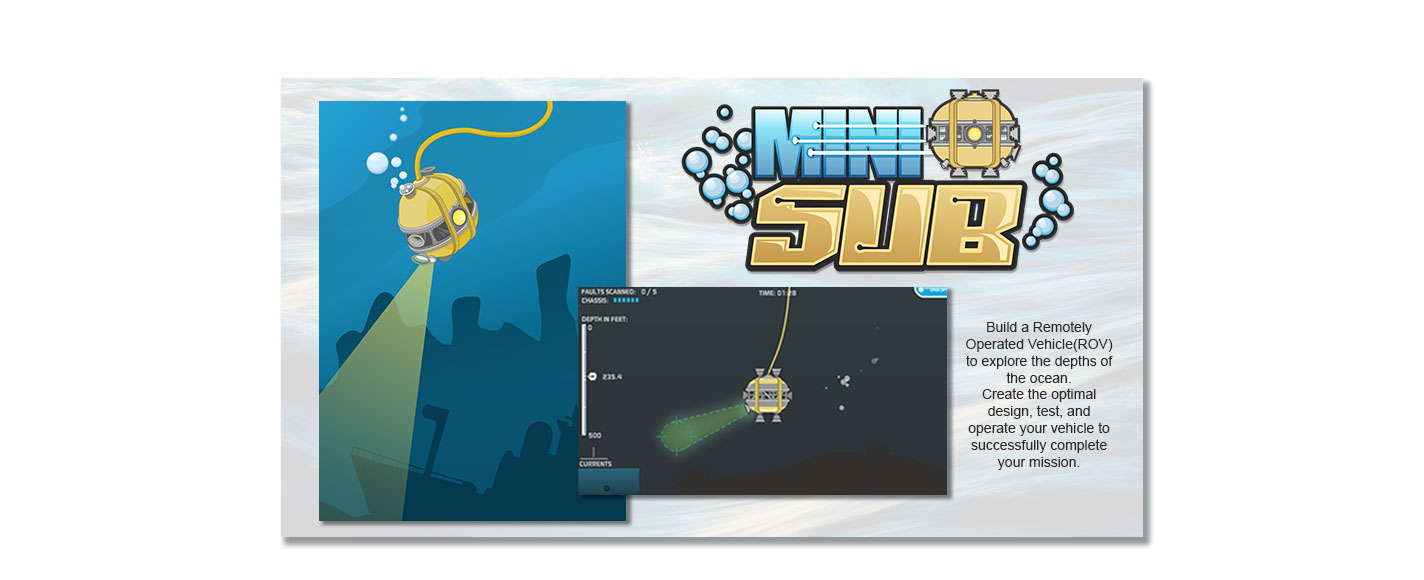 MINI
SUB
FAULTS SCANNED: 0 / 5
TIME: 01:28
CHASSIS:
DEPTH IN FEET:
0
235.4
500
CURRENTS
Build a Remotely
Operated Vehicle(ROV)
to explore the depths of
the ocean.
Create the optimal
design, test, and
operate your vehicle to
successfully complete
your mission.